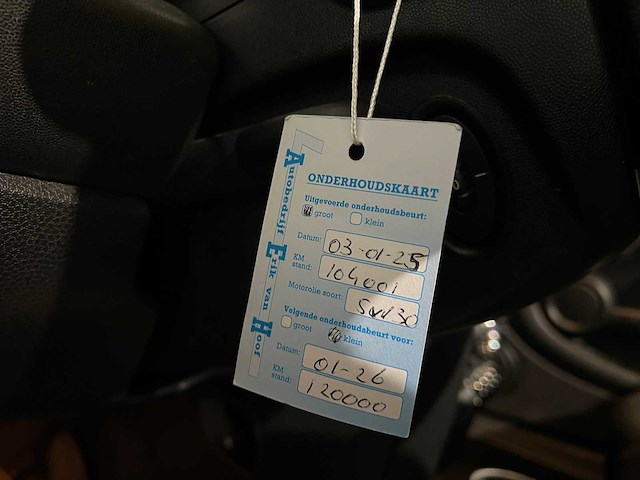 Autobedrijf Erik van Hoof
ONDERHOUDSKAART
Uitgevoerde onderhoudsbeurt:
groot klein
Datum: 03-01-25
KM stand: 104001
Motorolie soort: 5W30
Volgende onderhoudsbeurt voor:
groot klein
Datum: 01-26
KM stand: 120000